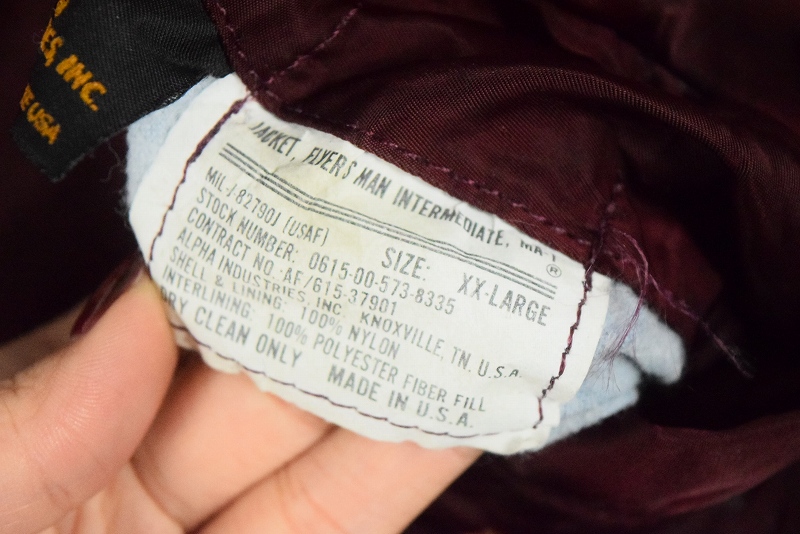 ES, INC.
E USA
JACKET, FLYER'S MAN INTERMEDIATE, MA-1
®
MIL-J-82790J (USAF) SIZE: XX-LARGE
STOCK NUMBER: 0615-00-573-8335
CONTRACT NO :AF/615-37901
ALPHA INDUSTRIES, INC. KNOXVILLE, TN. U.S.A.
SHELL & LINING: 100% NYLON
INTERLINING: 100% POLYESTER FIBER FILL
DRY CLEAN ONLY MADE IN U.S.A.